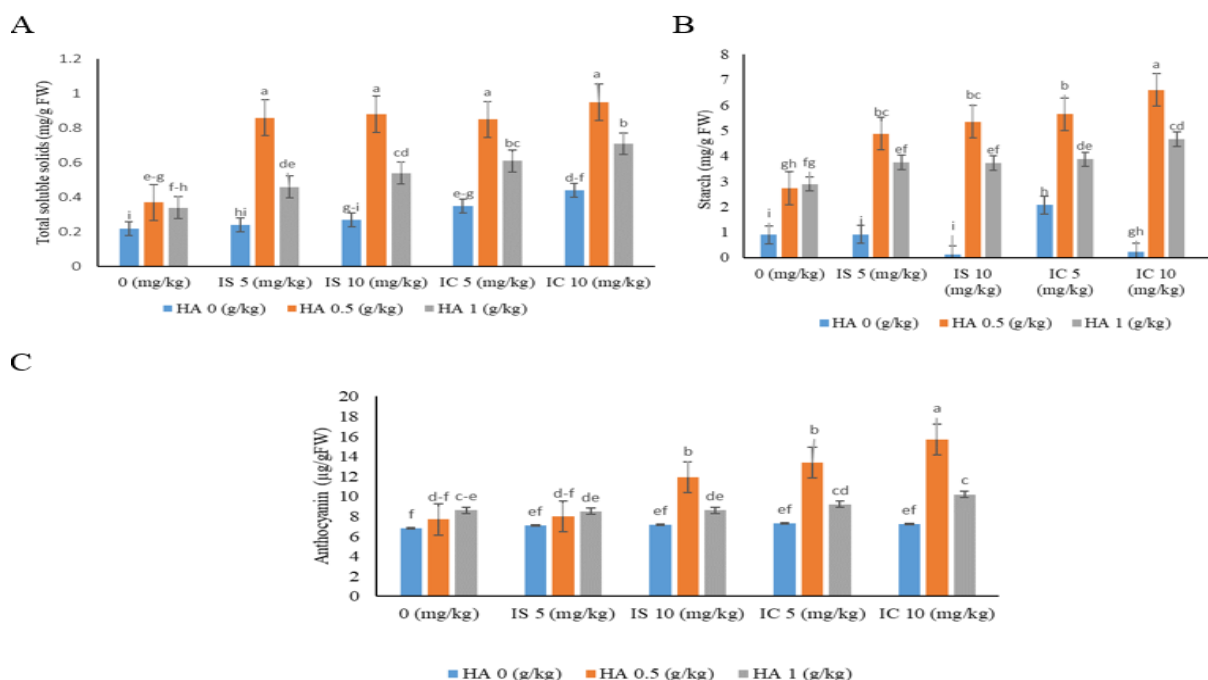 A
Total soluble solids (mg/g FW)
1.2
1
0.8
0.6
0.4
0.2
0
i e-g f-h hi a de g-i a cd e-g a bc d-f a b
0 (mg/kg) IS 5 (mg/kg) IS 10 (mg/kg) IC 5 (mg/kg) IC 10 (mg/kg)
HA 0 (g/kg) HA 0.5 (g/kg) HA 1 (g/kg)
B
Starch (mg/g FW)
8
7
6
5
4
3
2
1
0
i gh fg i bc ef i bc ef h b de gh a cd
0 (mg/kg) IS 5 (mg/kg) IS 10 IC 5 IC 10
(mg/kg) (mg/kg) (mg/kg)
HA 0 (g/kg) HA 0.5 (g/kg) HA 1 (g/kg)
C
Anthocyanin (µg/gFW)
20
18
16
14
12
10
8
6
4
2
0
f d-f c-e ef d-f de ef b de ef b cd ef a c
0 (mg/kg) IS 5 (mg/kg) IS 10 (mg/kg) IC 5 (mg/kg) IC 10 (mg/kg)
HA 0 (g/kg) HA 0.5 (g/kg) HA 1 (g/kg)